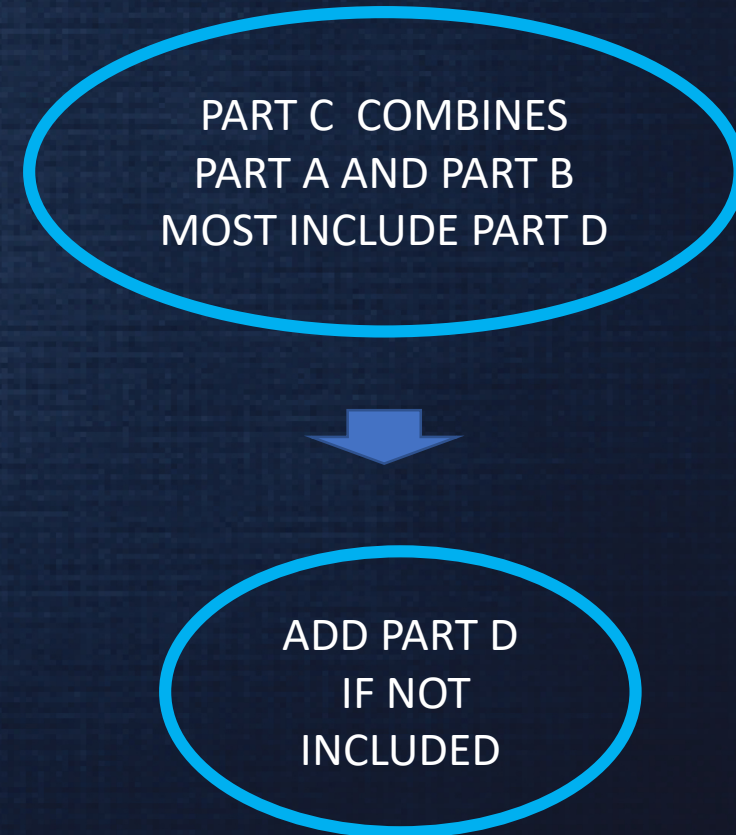 PART C  COMBINES
PART A AND PART B
MOST INCLUDE PART D
ADD PART D
IF NOT
INCLUDED